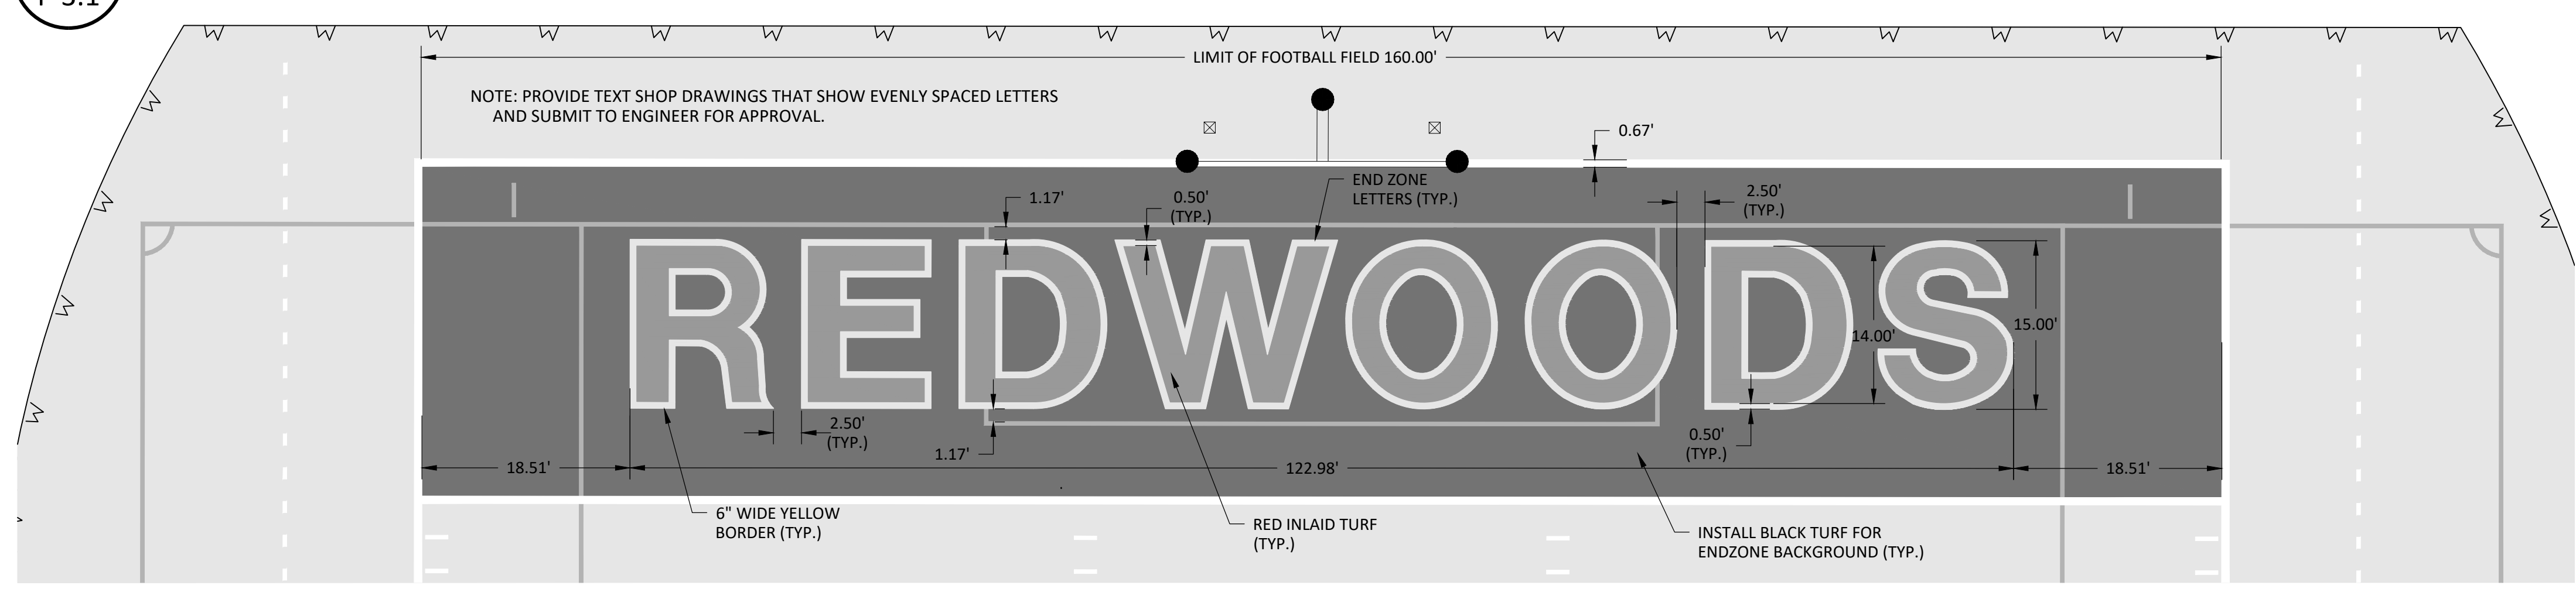 LIMIT OF FOOTBALL FIELD 160.00'
NOTE: PROVIDE TEXT SHOP DRAWINGS THAT SHOW EVENLY SPACED LETTERS
AND SUBMIT TO ENGINEER FOR APPROVAL.
0.67'
END ZONE
LETTERS (TYP.)
1.17'
0.50'
(TYP.)
2.50'
(TYP.)
REDWOODS
14.00'
15.00'
2.50'
(TYP.)
1.17'
0.50'
(TYP.)
18.51'
122.98'
18.51'
6" WIDE YELLOW
BORDER (TYP.)
RED INLAID TURF
(TYP.)
INSTALL BLACK TURF FOR
ENDZONE BACKGROUND (TYP.)